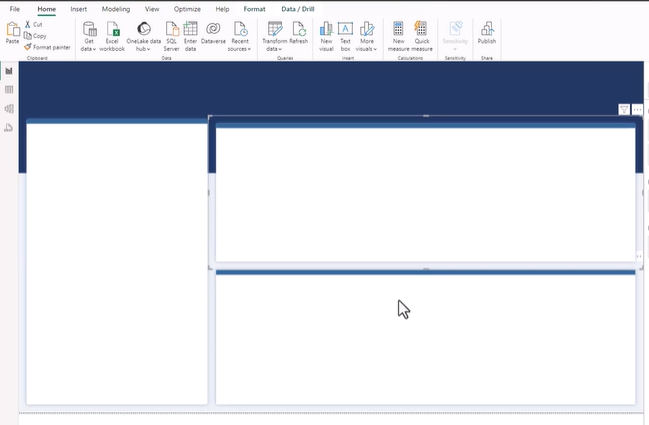 File Home Insert Modeling View Optimize Help Format Data / Drill
Paste
Cut
Copy
Format painter
Get data
Excel workbook
OneLake data hub
SQL Server
Enter data
Dataverse
Recent sources
Transform data
Refresh
New visual
Text box
More visuals
New measure
Quick measure
Sensitivity
Publish
Clipboard Data Queries Insert Calculations Sensitivity Share